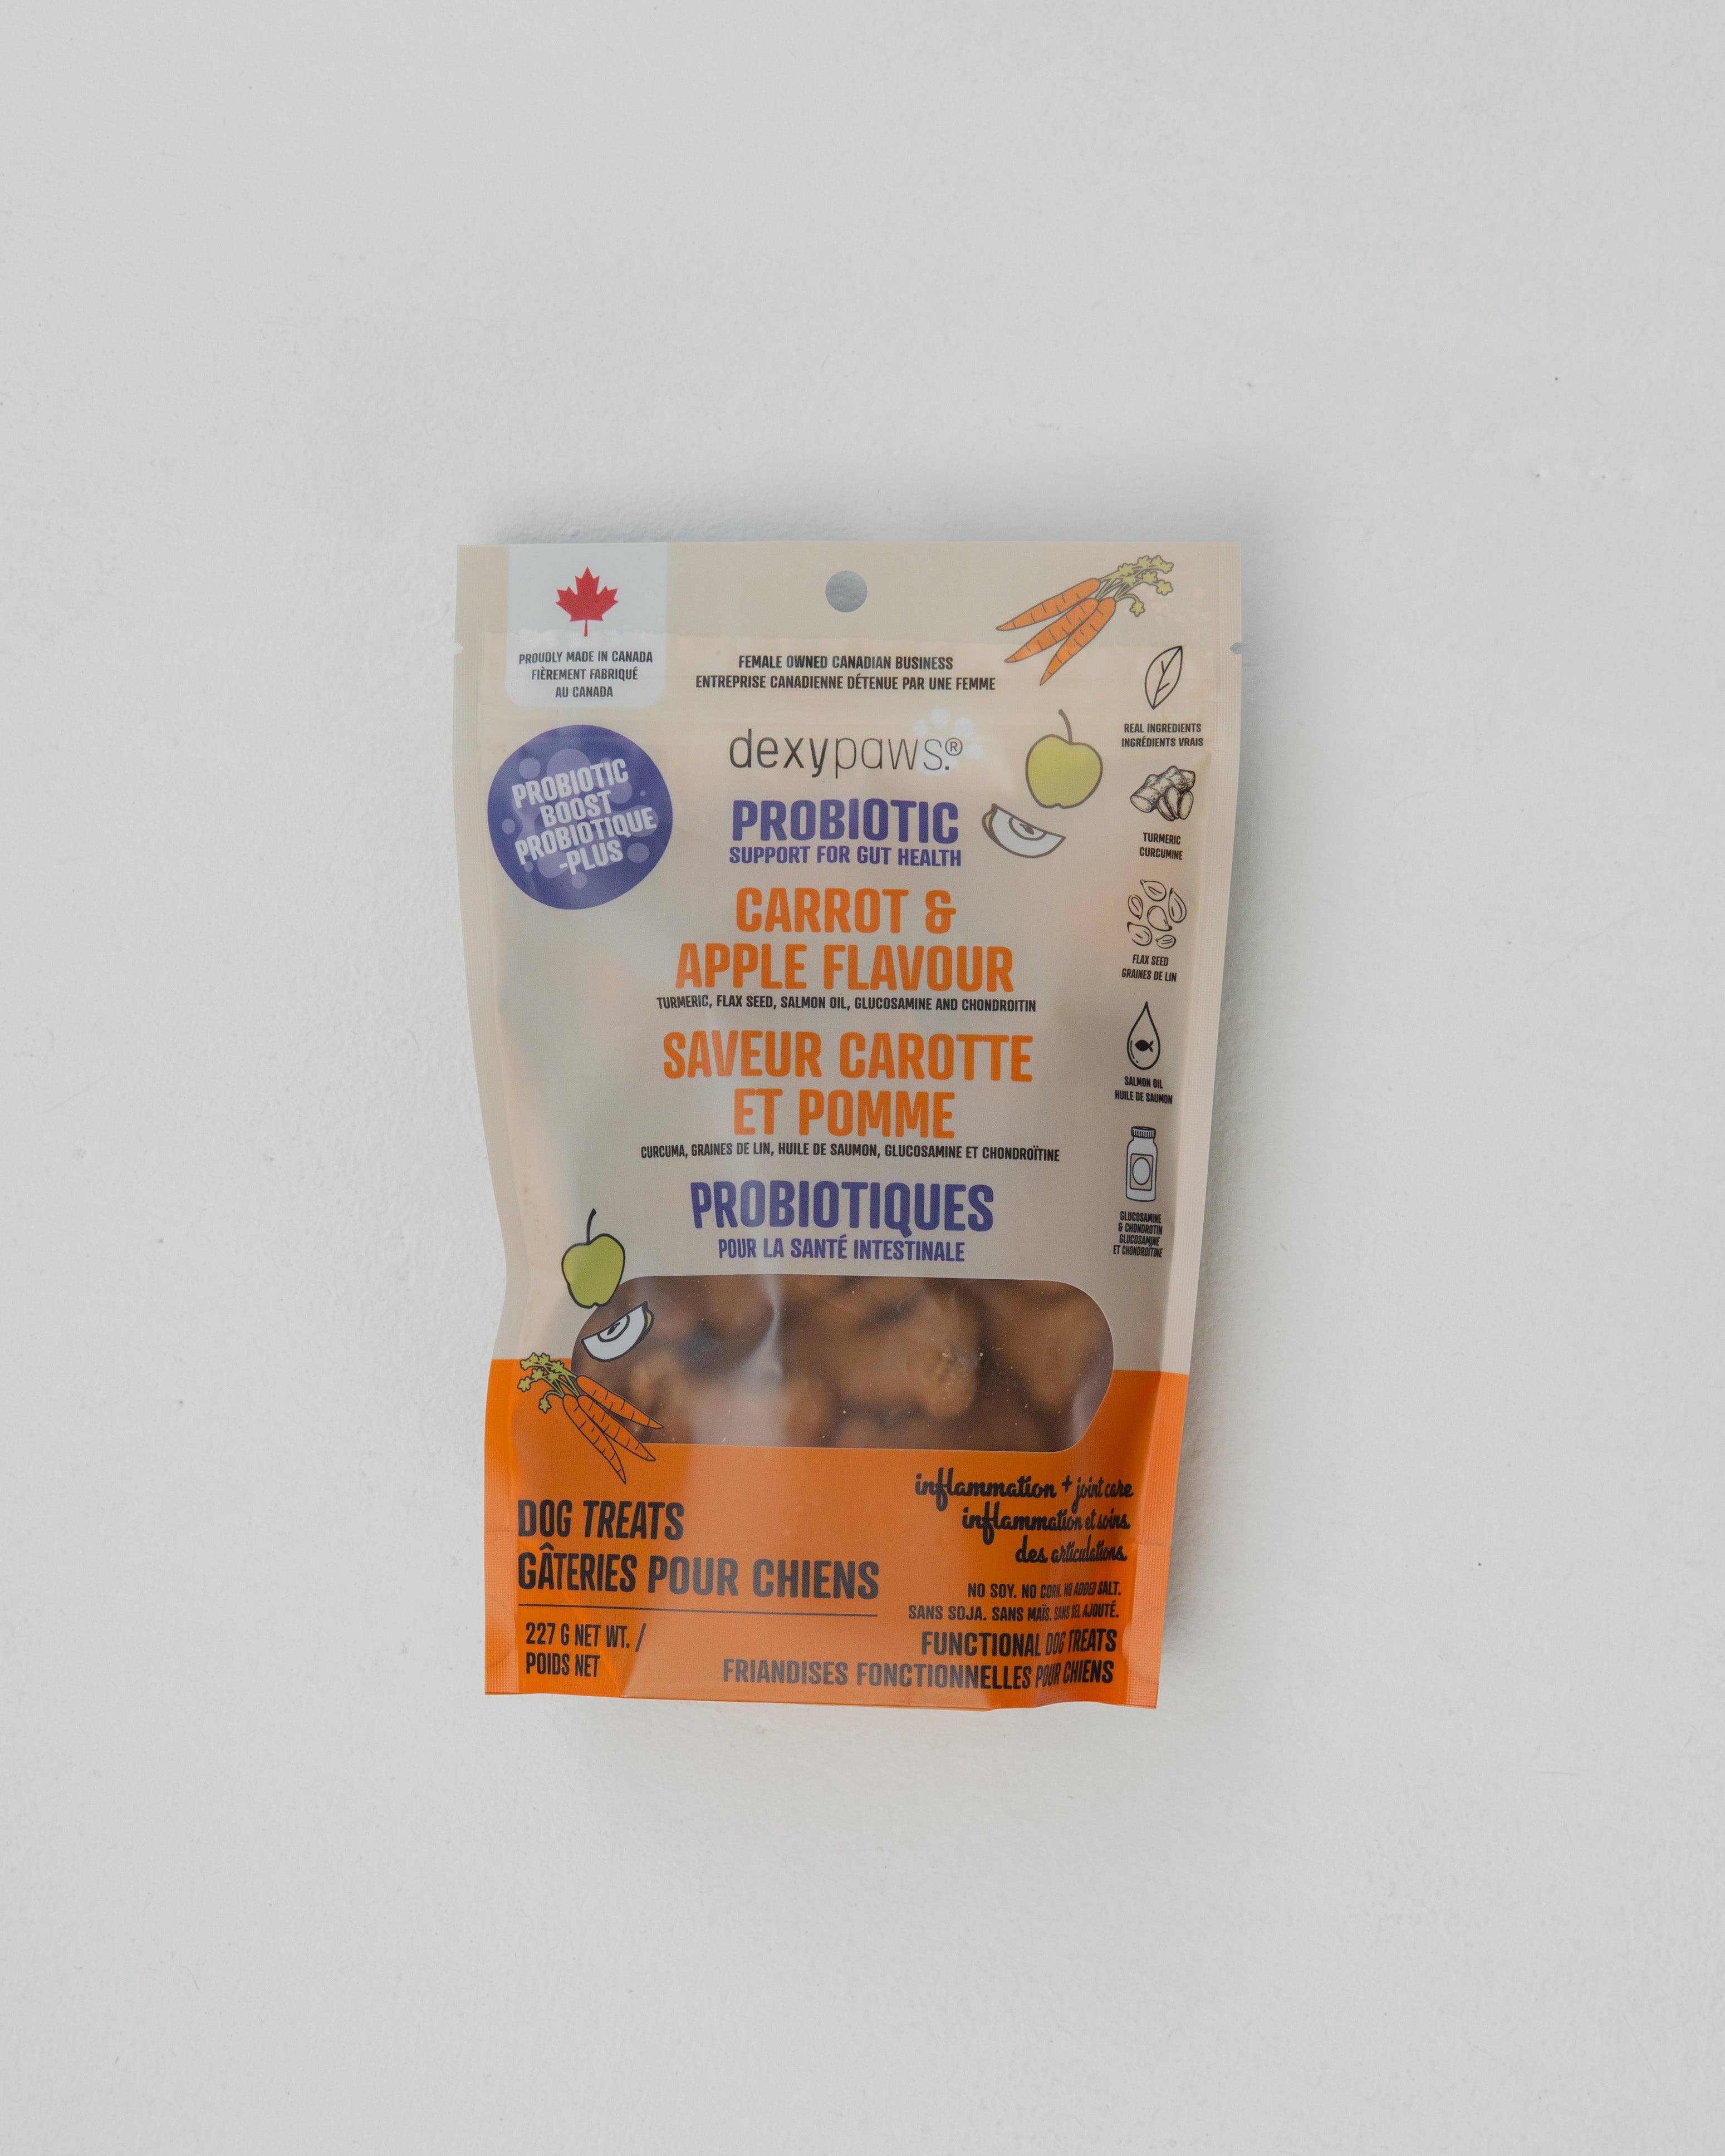 PROUDLY MADE IN CANADA
FIÈREMENT FABRIQUÉ
AU CANADA
FEMALE OWNED CANADIAN BUSINESS
ENTREPRISE CANADIENNE DÉTENUE PAR UNE FEMME
PROBIOTIC
BOOST
PROBIOTIQUE
-PLUS
dexypaws.®
PROBIOTIC
SUPPORT FOR GUT HEALTH
CARROT &
APPLE FLAVOUR
TURMERIC, FLAX SEED, SALMON OIL, GLUCOSAMINE AND CHONDROITIN
SAVEUR CAROTTE
ET POMME
CURCUMA, GRAINES DE LIN, HUILE DE SAUMON, GLUCOSAMINE ET CHONDROÏTINE
PROBIOTIQUES
POUR LA SANTÉ INTESTINALE
REAL INGREDIENTS
INGRÉDIENTS VRAIS
TURMERIC
CURCUMINE
FLAX SEED
GRAINES DE LIN
SALMON OIL
HUILE DE SAUMON
GLUCOSAMINE
& CHONDROTIN
GLUCOSAMINE
ET CHONDROÏTINE
DOG TREATS
GÂTERIES POUR CHIENS
227 G NET WT. /
POIDS NET
inflammation + joint care
inflammation et soins
des articulations
NO SOY. NO CORN. NO ADDED SALT.
SANS SOJA. SANS MAÏS. SANS SEL AJOUTÉ.
FUNCTIONAL DOG TREATS
FRIANDISES FONCTIONNELLES POUR CHIENS